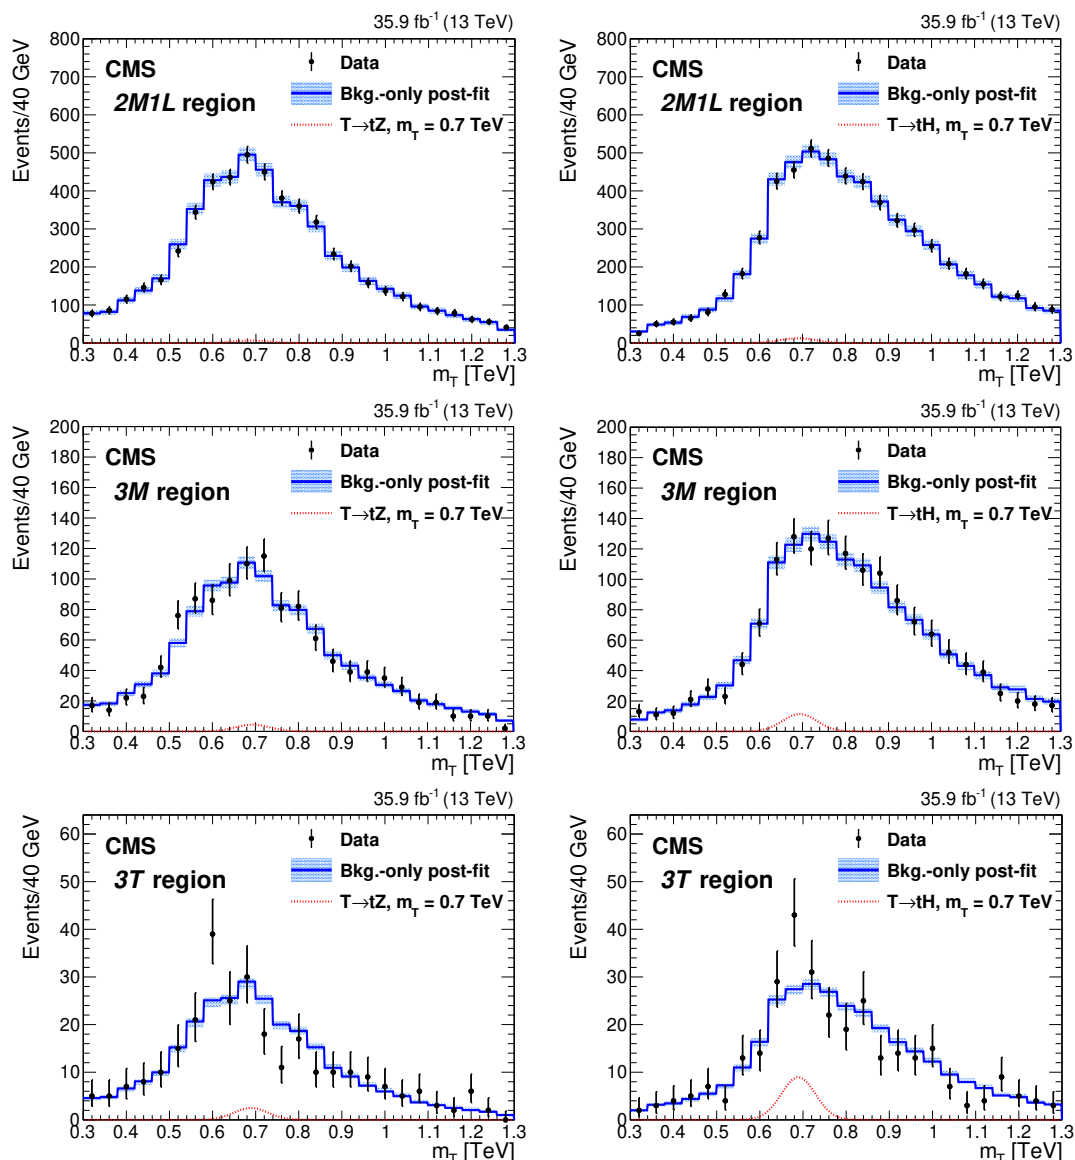 35.9 fb-1 (13 TeV)
Events/40 GeV
800
700
600
500
400
300
200
100
0
CMS
2M1L region
Data
Bkg.-only post-fit
T→tZ, mT = 0.7 TeV
0.3 0.4 0.5 0.6 0.7 0.8 0.9 1 1.1 1.2 1.3
mT [TeV]
35.9 fb-1 (13 TeV)
Events/40 GeV
800
700
600
500
400
300
200
100
0
CMS
2M1L region
Data
Bkg.-only post-fit
T→tH, mT = 0.7 TeV
0.3 0.4 0.5 0.6 0.7 0.8 0.9 1 1.1 1.2 1.3
mT [TeV]
35.9 fb-1 (13 TeV)
Events/40 GeV
200
180
160
140
120
100
80
60
40
20
0
CMS
3M region
Data
Bkg.-only post-fit
T→tZ, mT = 0.7 TeV
0.3 0.4 0.5 0.6 0.7 0.8 0.9 1 1.1 1.2 1.3
mT [TeV]
35.9 fb-1 (13 TeV)
Events/40 GeV
200
180
160
140
120
100
80
60
40
20
0
CMS
3M region
Data
Bkg.-only post-fit
T→tH, mT = 0.7 TeV
0.3 0.4 0.5 0.6 0.7 0.8 0.9 1 1.1 1.2 1.3
mT [TeV]
35.9 fb-1 (13 TeV)
Events/40 GeV
60
50
40
30
20
10
0
CMS
3T region
Data
Bkg.-only post-fit
T→tZ, mT = 0.7 TeV
0.3 0.4 0.5 0.6 0.7 0.8 0.9 1 1.1 1.2 1.3
mT [TeV]
35.9 fb-1 (13 TeV)
Events/40 GeV
60
50
40
30
20
10
0
CMS
3T region
Data
Bkg.-only post-fit
T→tH, mT = 0.7 TeV
0.3 0.4 0.5 0.6 0.7 0.8 0.9 1 1.1 1.2 1.3
mT [TeV]